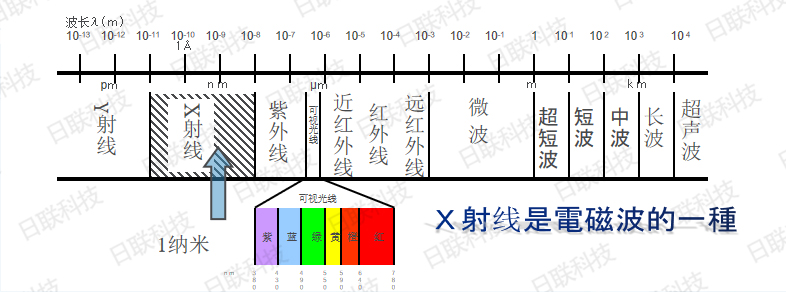 波长λ(m)
10-13 10-12 10-11 10-10 10-9 10-8 10-7 10-6 10-5 10-4 10-3 10-2 10-1 1 10 1 10 2 10 3 10 4
1Å
pm nm μm m km
Y射线 X射线 紫外线 可视光线 近红外线 红外线 远红外线 微波 超短波 短波 中波 长波 超声波
可视光线
紫 蓝 绿 黄 橙 红
1纳米
nm 380 430 490 550 590 640 780
X射线是電磁波的一種
日联科技